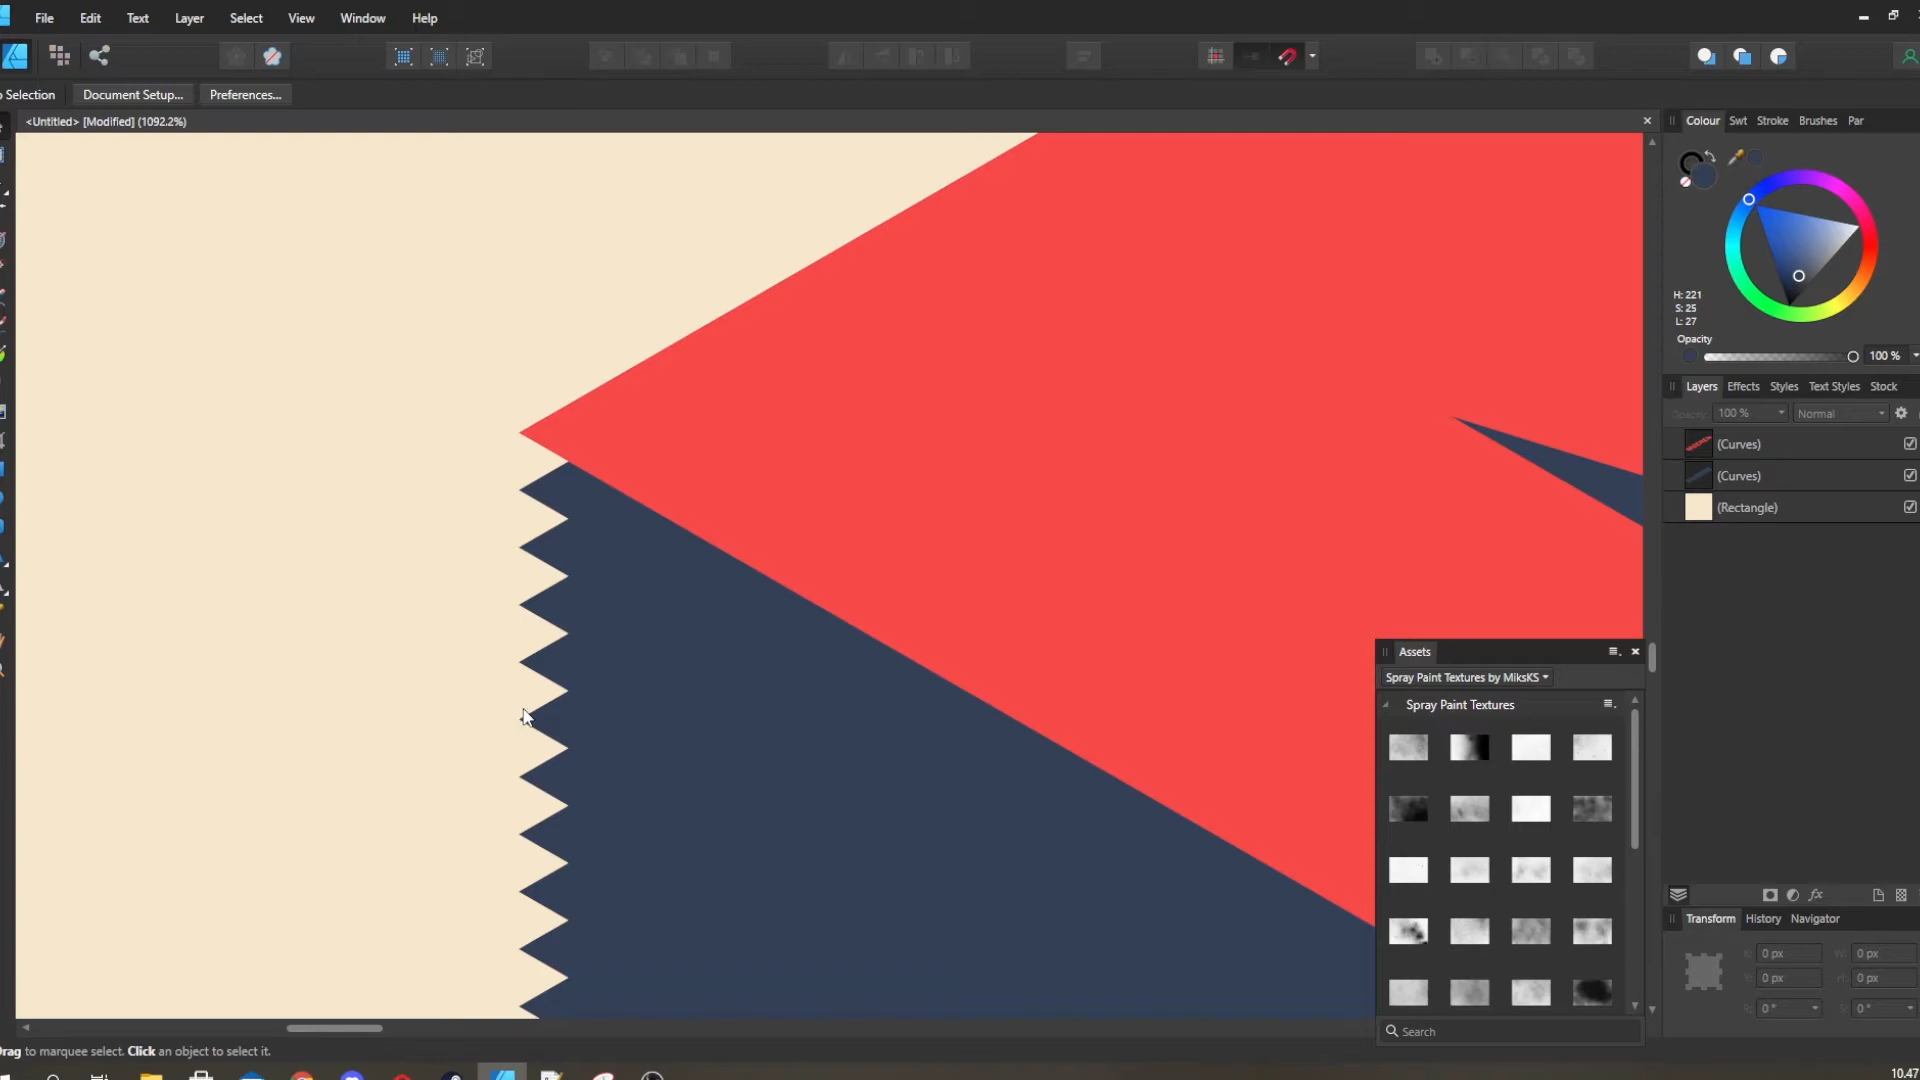 File Edit Text Layer Select View Window Help
Selection Document Setup... Preferences...
<Untitled> [Modified] (1092.2%)
Colour Swt Stroke Brushes Par
H: 221
S: 25
L: 27
Opacity
100 %
Layers Effects Styles Text Styles Stock
Opacity: 100 % Normal
(Curves)
(Curves)
(Rectangle)
Assets
Spray Paint Textures by MiksKS
Spray Paint Textures
Search
Transform History Navigator
X: 0 px W: 0 px
Y: 0 px H: 0 px
R: 0 ° S: 0 °
Drag to marquee select. Click an object to select it.
10.47